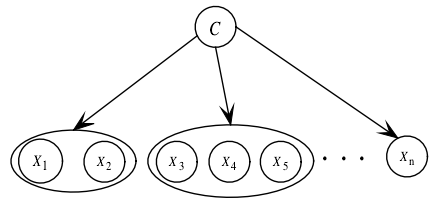 C
X1 X2 X3 X4 X5 . . . Xn